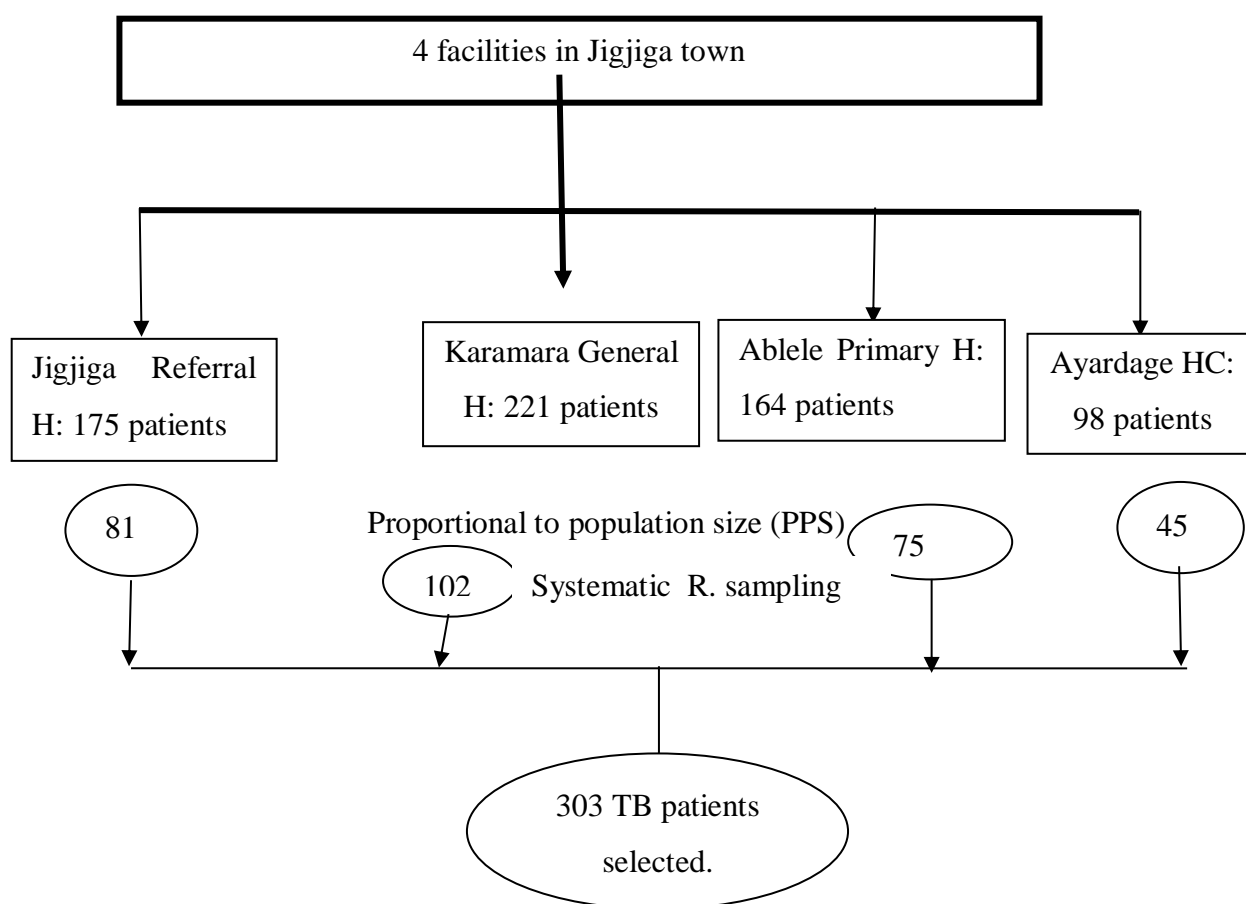 4 facilities in Jigjiga town
Jigjiga Referral
H: 175 patients
Karamara General
H: 221 patients
Ablele Primary H:
164 patients
Ayardage HC:
98 patients
81
Proportional to population size (PPS)
75
45
102
Systematic R. sampling
303 TB patients
selected.